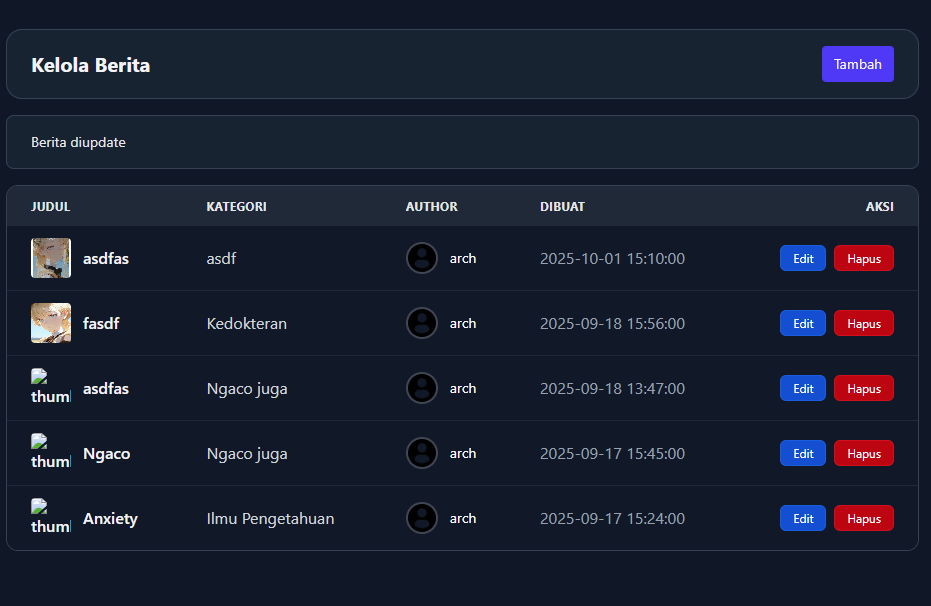 Kelola Berita Tambah
Berita diupdate
JUDUL KATEGORI AUTHOR DIBUAT AKSI
asdfas asdf arch 2025-10-01 15:10:00 Edit Hapus
fasdf Kedokteran arch 2025-09-18 15:56:00 Edit Hapus
thuml asdfas Ngaco juga arch 2025-09-18 13:47:00 Edit Hapus
thuml Ngaco Ngaco juga arch 2025-09-17 15:45:00 Edit Hapus
thuml Anxiety Ilmu Pengetahuan arch 2025-09-17 15:24:00 Edit Hapus